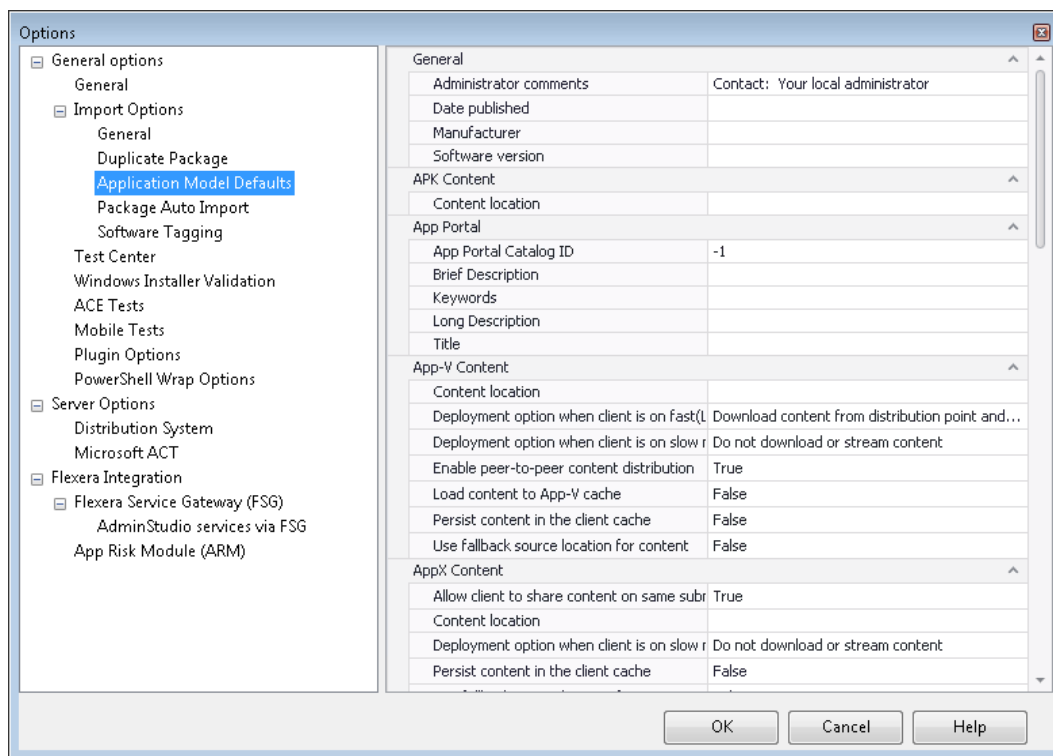 Options
General options
General
Import Options
General
Duplicate Package
Application Model Defaults
Package Auto Import
Software Tagging
Test Center
Windows Installer Validation
ACE Tests
Mobile Tests
Plugin Options
PowerShell Wrap Options
Server Options
Distribution System
Microsoft ACT
Flexera Integration
Flexera Service Gateway (FSG)
AdminStudio services via FSG
App Risk Module (ARM)
General
Administrator comments Contact: Your local administrator
Date published
Manufacturer
Software version
APK Content
Content location
App Portal
App Portal Catalog ID -1
Brief Description
Keywords
Long Description
Title
App-V Content
Content location
Deployment option when client is on fast(L Download content from distribution point and...
Deployment option when client is on slow r Do not download or stream content
Enable peer-to-peer content distribution True
Load content to App-V cache False
Persist content in the client cache False
Use fallback source location for content False
AppX Content
Allow client to share content on same subr True
Content location
Deployment option when client is on slow r Do not download or stream content
Persist content in the client cache False
OK Cancel Help